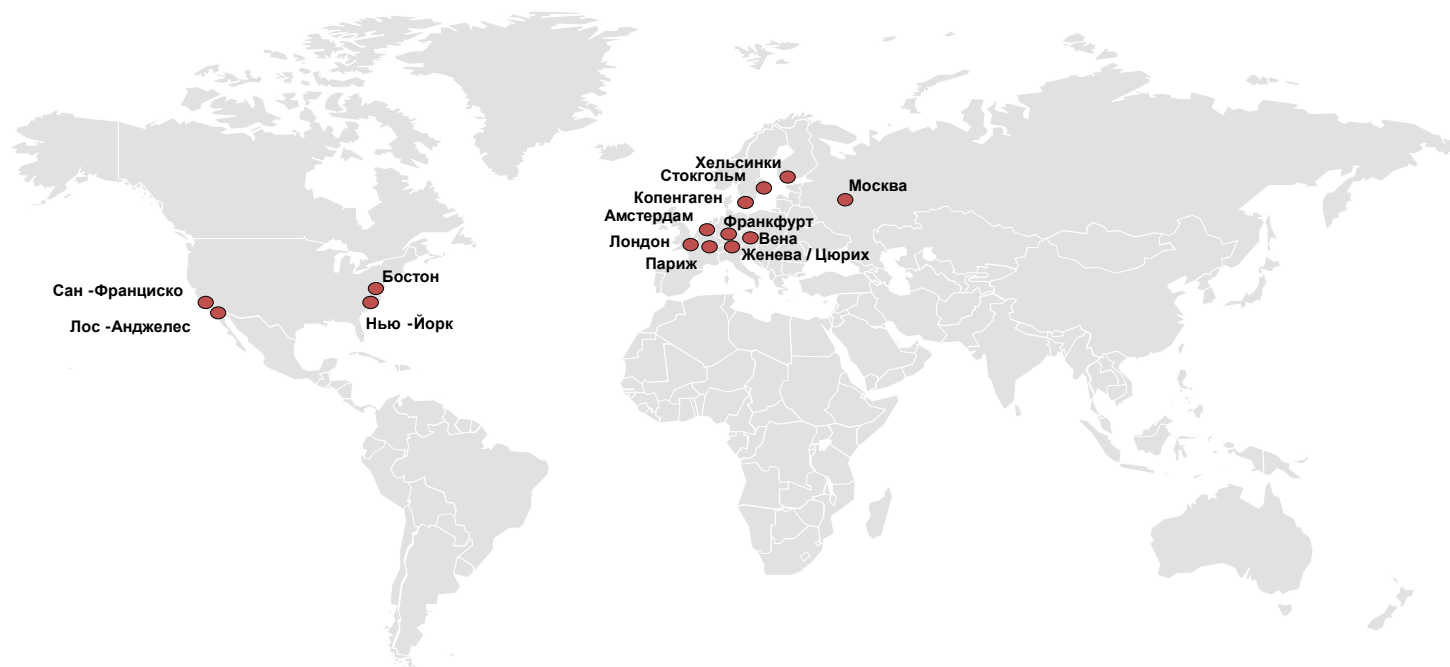 Хельсинки
Стокгольм
Москва
Копенгаген
Амстердам
Франкфурт
Лондон
Вена
Женева / Цюрих
Париж
Бостон
Сан -Франциско
Нью -Йорк
Лос -Анджелес